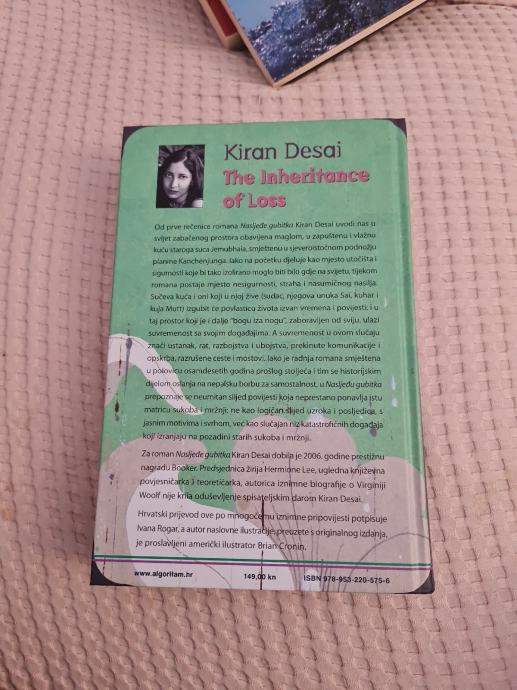 Kiran Desai
The Inheritance
of Loss
Od prve rečenice romana Nasljeđe gubitka Kiran Desai uvodi nas u
svijet zabačenog prostora obavijena maglom, u zapuštenu i vlažnu
kuću staroga suca Jemubhaia, smještenu u sjeveroistočnom podnožju
planine Kanchenjunga. Iako na početku djeluje kao mjesto utočišta i
sigurnosti koje bi tako izolirano moglo biti bilo gdje na svijetu, tijekom
romana postaje mjesto nesigurnosti, straha i nasumičnog nasilja.
Sučeva kuća i oni koji u njoj žive (sudac, njegova unuka Sai, kuhar i
kuja Mutt) izgubit će povlasticu života izvan vremena i povijesti: i u
taj prostor koji je i dalje "bogu iza nogu", zaboravljen od sviju, ulazi
suvremenost sa svojim događajima. A suvremenost u ovom slučaju
znači ustanak, rat, razbojstva i ubojstva, prekinute komunikacije i
opskrba, razrušene ceste i mostovi. Iako je radnja romana smještena
u polovicu osamdesetih godina prošlog stoljeća i tim se historijskim
dijelom oslanja na nepalsku borbu za samostalnost, u Nasljeđu gubitka
prepoznaje se neumitan slijed povijesti koja neprestano ponavlja istu
matricu sukoba i mržnji: ne kao logičan slijed uzroka i posljedica, s
jasnim motivima i svrhom, već kao slučajan niz katastrofičnih događaja
koji izranjaju na pozadini starih sukoba i mržnji.
Za roman Nasljeđe gubitka Kiran Desai dobila je 2006. godine prestižnu
nagradu Booker. Predsjednica žirija Hermione Lee, ugledna književna
povjesničarka i teoretičarka, autorica iznimne biografije o Virginiji
Woolf nije krila oduševljenje spisateljskim darom Kiran Desai.
Hrvatski prijevod ove po mnogočemu iznimne pripovijesti potpisuje
Ivana Rogar, a autor naslovne ilustracije, preuzete s originalnog izdanja,
je proslavljeni američki ilustrator Brian Cronin.
www.algoritam.hr 149,00 kn ISBN 978-953-220-575-6